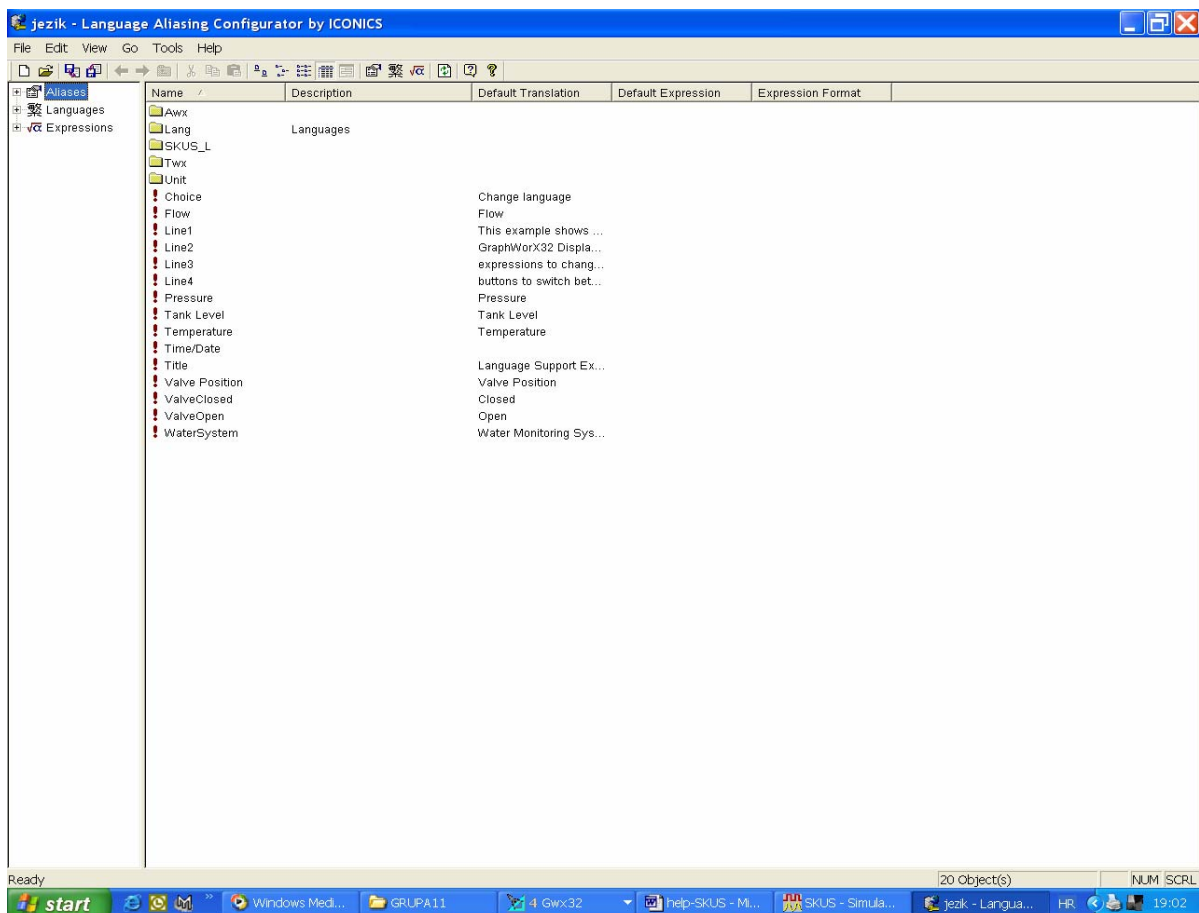 jezik - Language Aliasing Configurator by ICONICS
File Edit View Go Tools Help
Aliases
Languages
Expressions
Name Description Default Translation Default Expression Expression Format
Awx
Lang Languages
SKUS_L
Twx
Unit
Choice Change language
Flow Flow
Line1 This example shows ...
Line2 GraphWorX32 Displa...
Line3 expressions to chang...
Line4 buttons to switch bet...
Pressure Pressure
Tank Level Tank Level
Temperature Temperature
Time/Date
Title Language Support Ex...
Valve Position Valve Position
ValveClosed Closed
ValveOpen Open
WaterSystem Water Monitoring Sys...
Ready 20 Object(s) NUM SCRL
start Windows Medi... GRUPA11 4 Gwx32 help-SKUS - Mi... SKUS - Simula... jezik - Langua... HR 19:02